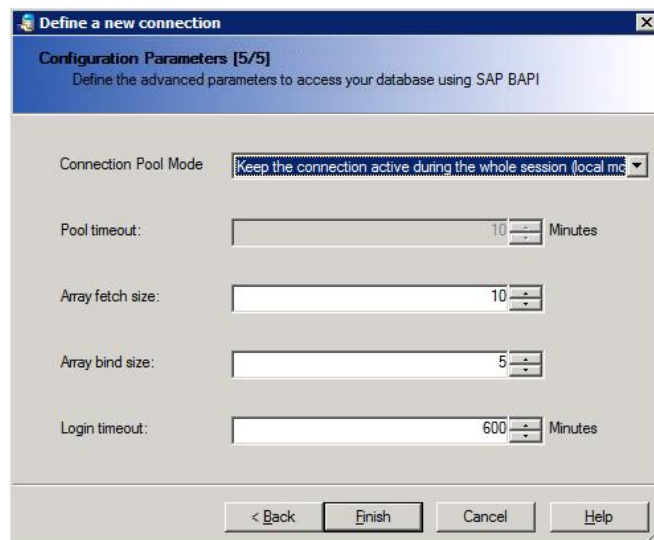 Define a new connection
Configuration Parameters [5/5]
Define the advanced parameters to access your database using SAP BAPI
Connection Pool Mode Keep the connection active during the whole session (local mo
Pool timeout: 10 Minutes
Array fetch size: 10
Array bind size: 5
Login timeout: 600 Minutes
< Back Finish Cancel Help